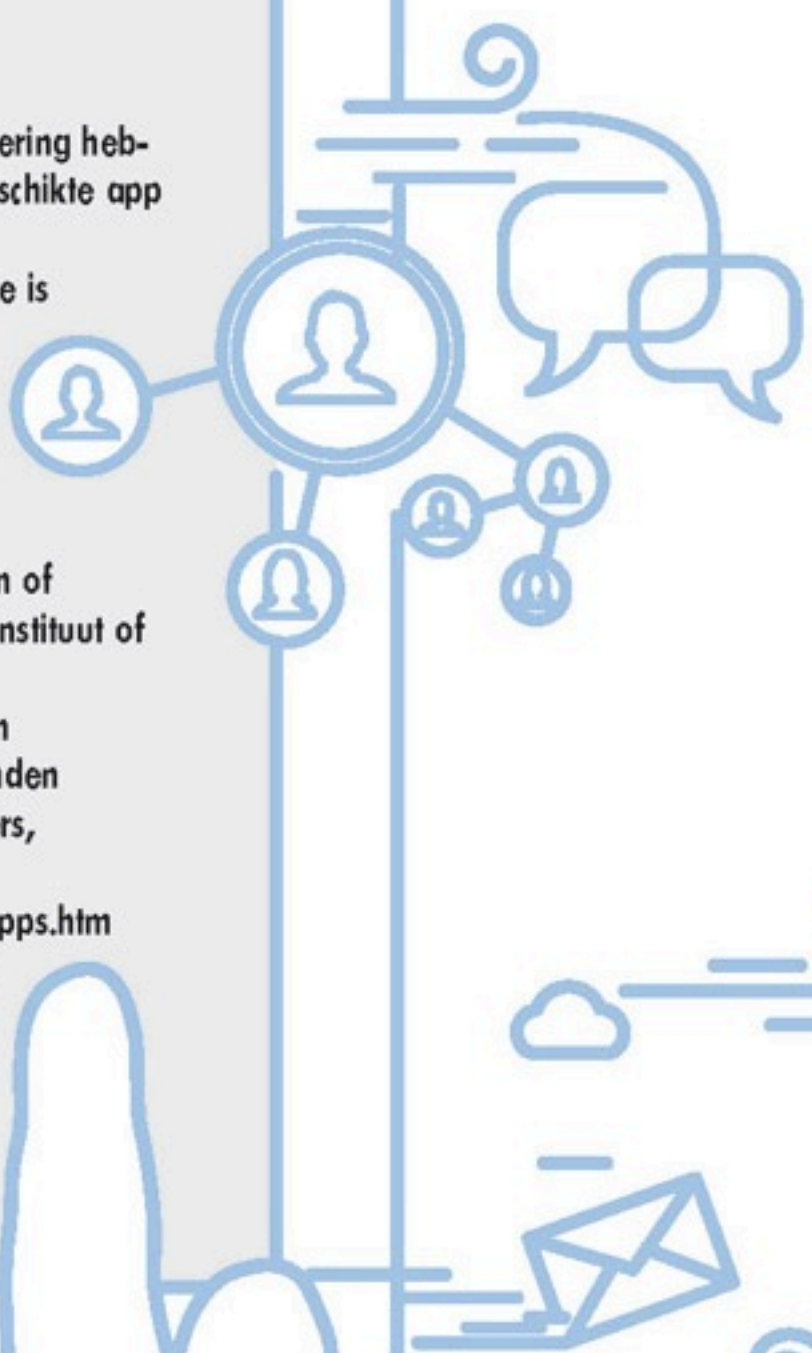 ering heb-
schikte app
e is
n of
nstituut of
n
nden
rs,
pps.htm